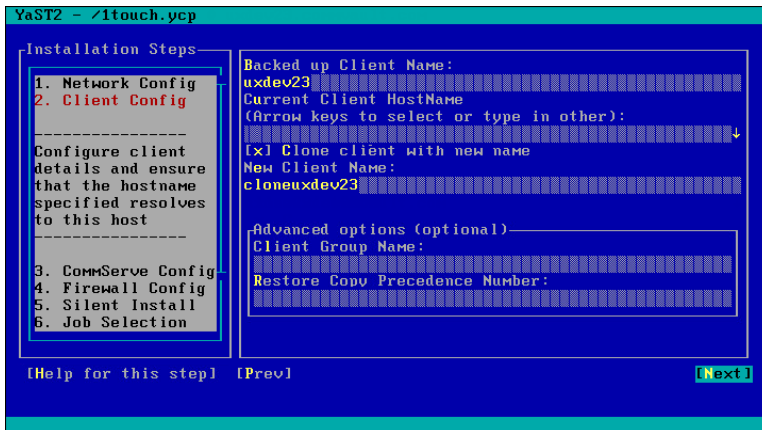 YaST2 - /1touch.ycp
Installation Steps
1. Network Config
2. Client Config
----------------
Configure client
details and ensure
that the hostname
specified resolves
to this host
----------------
3. CommServe Config
4. Firewall Config
5. Silent Install
6. Job Selection
Backed up Client Name:
uxdev23
Current Client HostName
(Arrow keys to select or type in other):
[x] Clone client with new name
New Client Name:
cloneuxdev23
Advanced options (optional)
Client Group Name:
Restore Copy Precedence Number:
[Help for this step] [Prev] [Next]